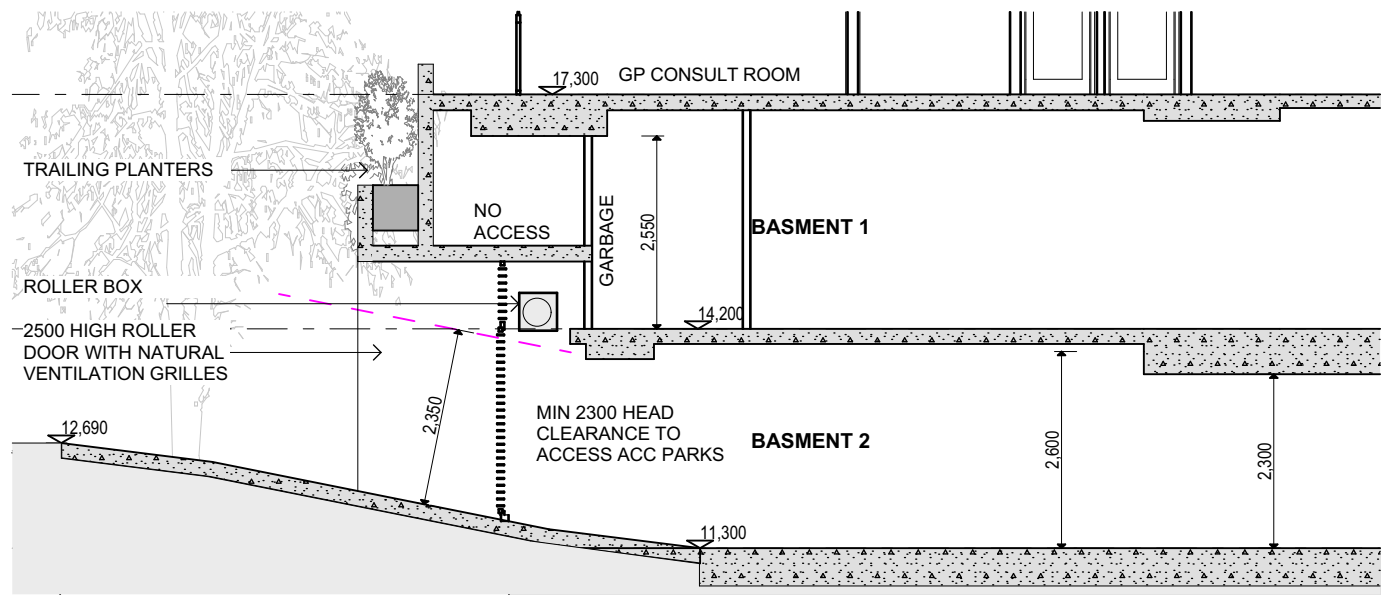 17,300
GP CONSULT ROOM
TRAILING PLANTERS
NO
ACCESS
GARBAGE
2,550
BASMENT 1
ROLLER BOX
14,200
2500 HIGH ROLLER
DOOR WITH NATURAL
VENTILATION GRILLES
2,350
MIN 2300 HEAD
CLEARANCE TO
ACCESS ACC PARKS
BASMENT 2
2,600
2,300
12,690
11,300